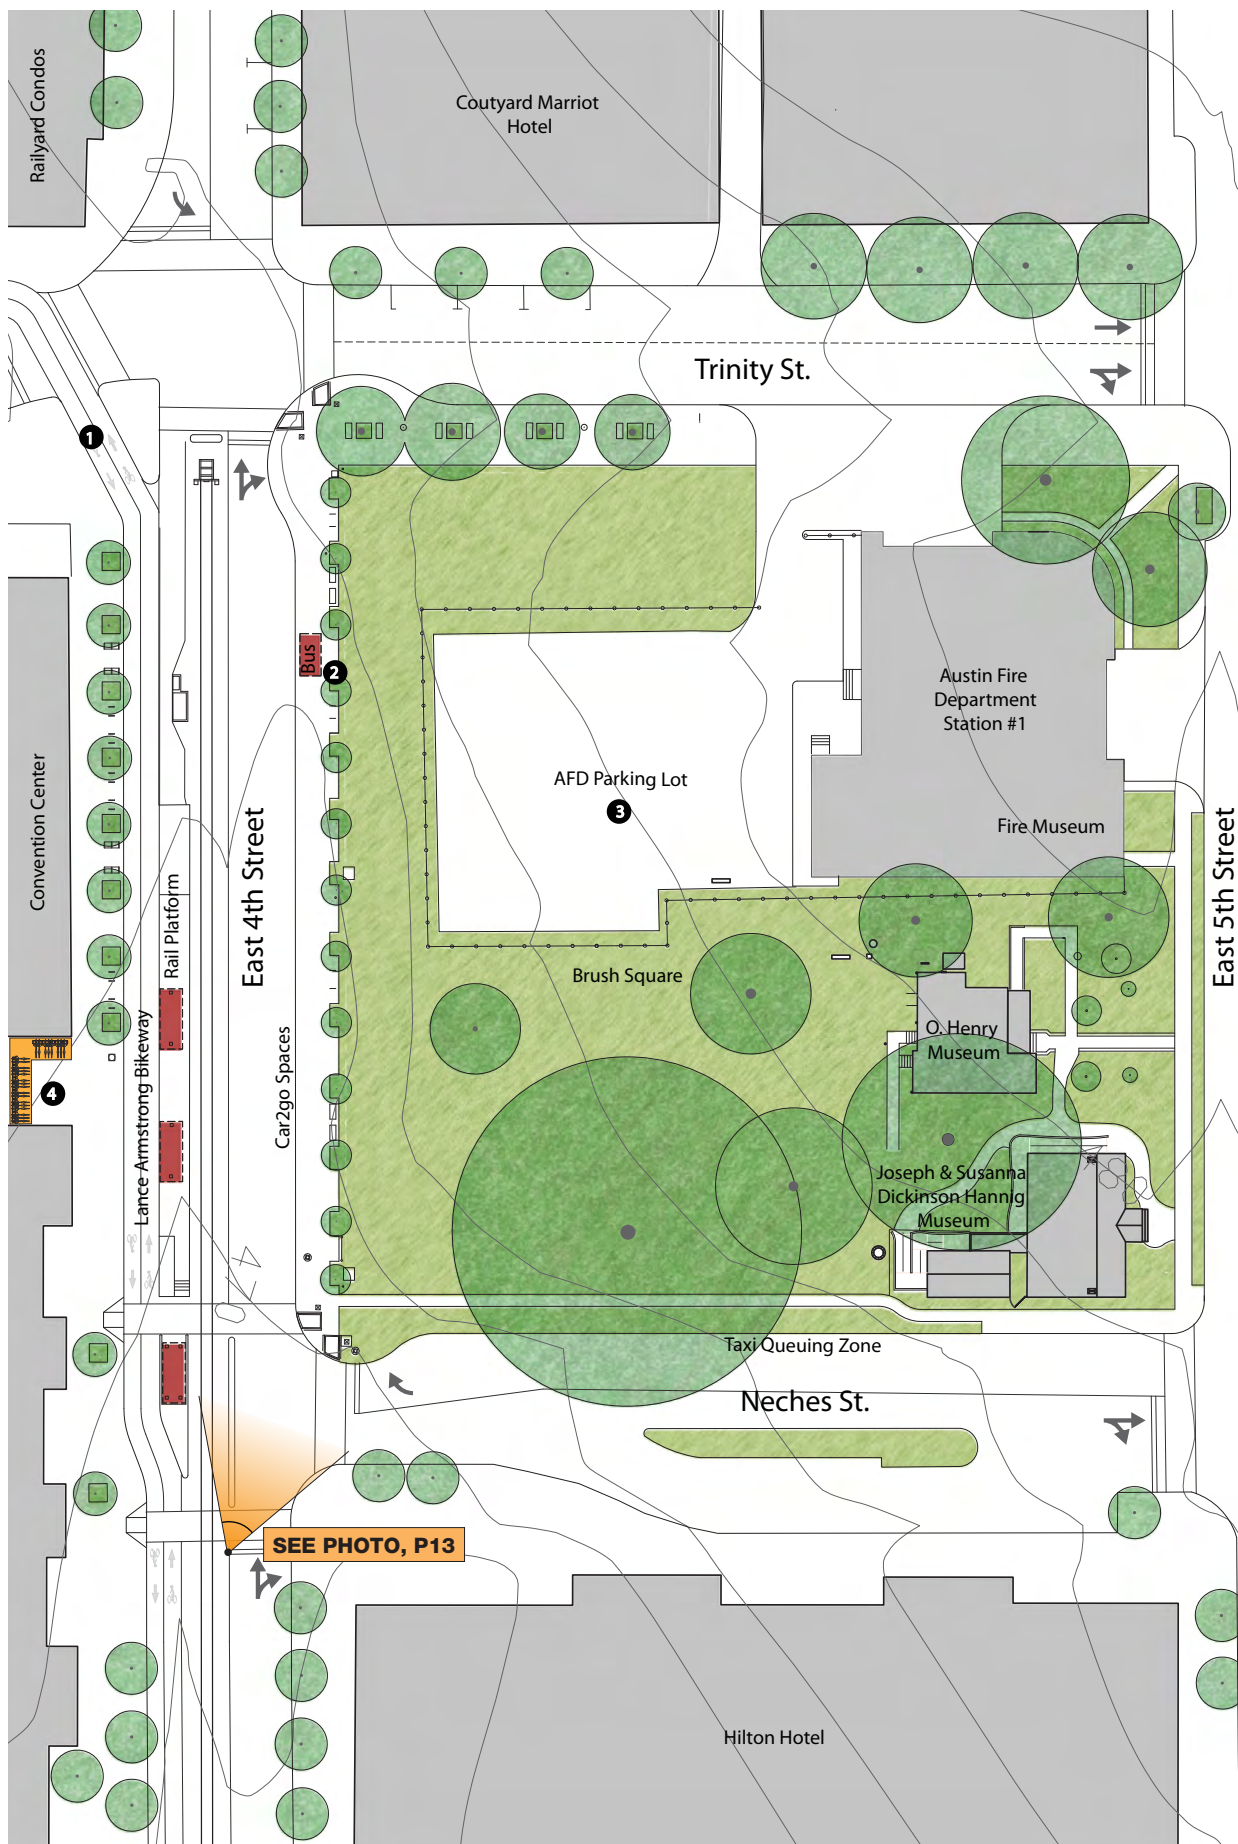 Railyard Condos
Coutyard Marriot
Hotel
Trinity St.
1
Bus
2
Austin Fire
Department
Station #1
AFD Parking Lot
3
Fire Museum
Convention Center
East 4th Street
East 5th Street
Rail Platform
Brush Square
Lance Armstrong Bikeway
Car2go Spaces
O. Henry
Museum
4
Joseph & Susanna
Dickinson Hannig
Museum
Taxi Queuing Zone
Neches St.
SEE PHOTO, P13
Hilton Hotel